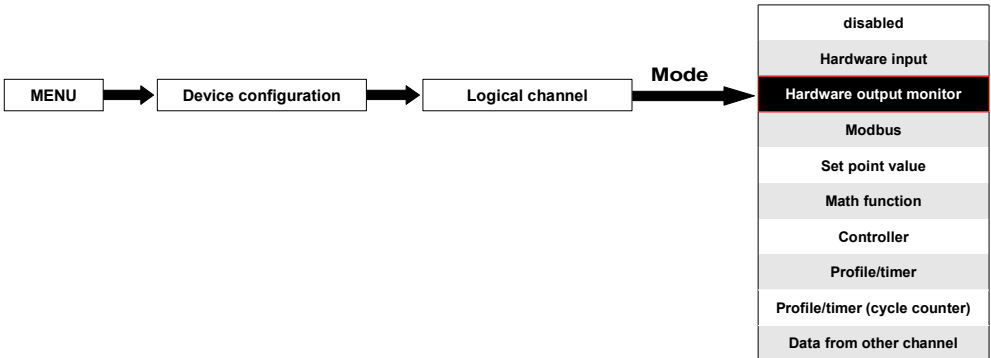 disabled
Hardware input
Mode
MENU
Device configuration
Logical channel
Hardware output monitor
Modbus
Set point value
Math function
Controller
Profile/timer
Profile/timer (cycle counter)
Data from other channel